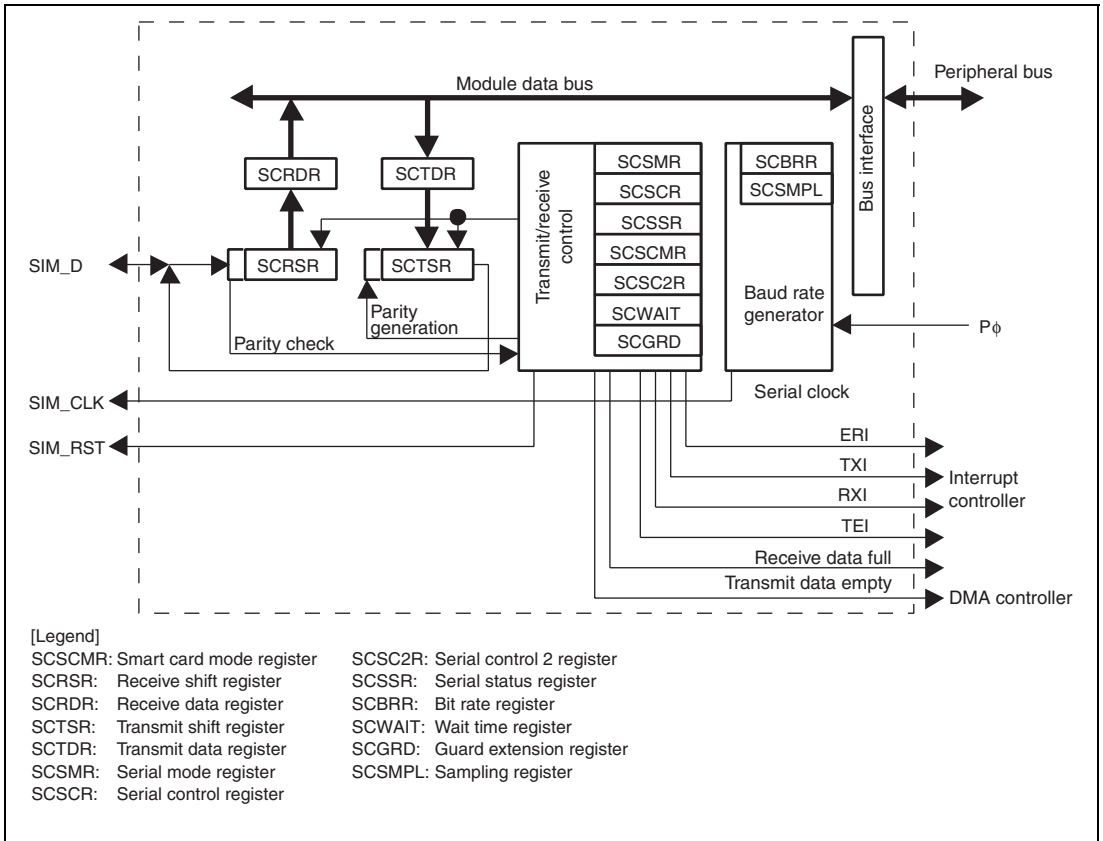 Module data bus
Peripheral bus
Bus interface
SCRDR
SCTDR
Transmit/receive
control
SCSMR
SCSCR
SCSSR
SCSCMR
SCSC2R
SCWAIT
SCGRD
SCBRR
SCSMPL
Baud rate
generator
SIM_D
SCRSR
SCTSR
Parity
generation
Parity check
Pϕ
SIM_CLK
Serial clock
SIM_RST
ERI
TXI
RXI
TEI
Interrupt
controller
Receive data full
Transmit data empty
DMA controller
[Legend]
SCSCMR: Smart card mode register
SCRSR: Receive shift register
SCRDR: Receive data register
SCTSR: Transmit shift register
SCTDR: Transmit data register
SCSMR: Serial mode register
SCSCR: Serial control register
SCSC2R: Serial control 2 register
SCSSR: Serial status register
SCBRR: Bit rate register
SCWAIT: Wait time register
SCGRD: Guard extension register
SCSMPL: Sampling register